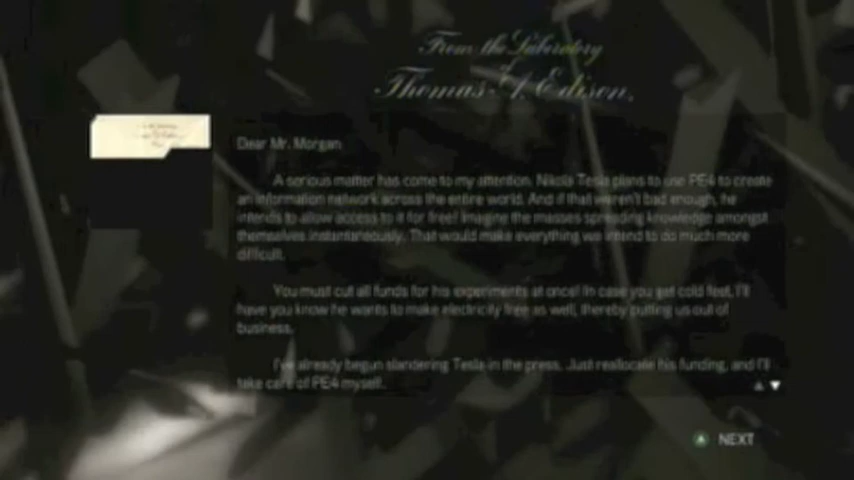 From the Laboratory
of
Thomas A. Edison.
Dear Mr. Morgan
A serious matter has come to my attention. Nikola Tesla plans to use PE4 to create
an information network across the entire world. And if that weren't bad enough, he
intends to allow access to it for free! Imagine the masses spreading knowledge amongst
themselves instantaneously. That would make everything we intend to do much more
difficult.
You must cut all funds for his experiments at once! In case you get cold feet, I'll
have you know he wants to make electricity free as well, thereby putting us out of
business.
I've already begun slandering Tesla in the press. Just reallocate his funding, and I'll
take care of PE4 myself.
A NEXT